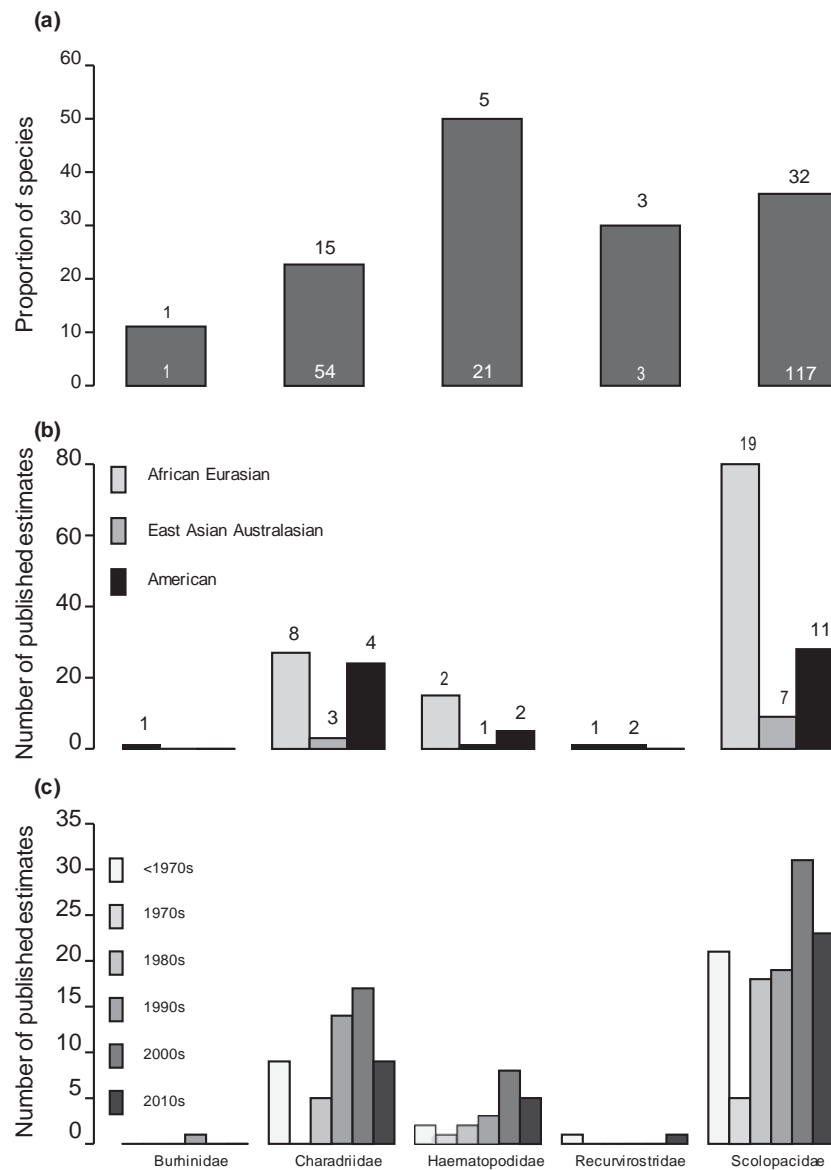 (a)
Proportion of species
60
50
40
30
20
10
0
1
15
5
3
32
1
54
21
3
117
(b)
Number of published estimates
80
60
40
20
0
African Eurasian
East Asian Australasian
American
1
8
3
4
2
1
2
1
2
19
7
11
(c)
Number of published estimates
35
30
25
20
15
10
5
0
<1970s
1970s
1980s
1990s
2000s
2010s
Burhinidae
Charadriidae
Haematopodidae
Recurvirostridae
Scolopacidae